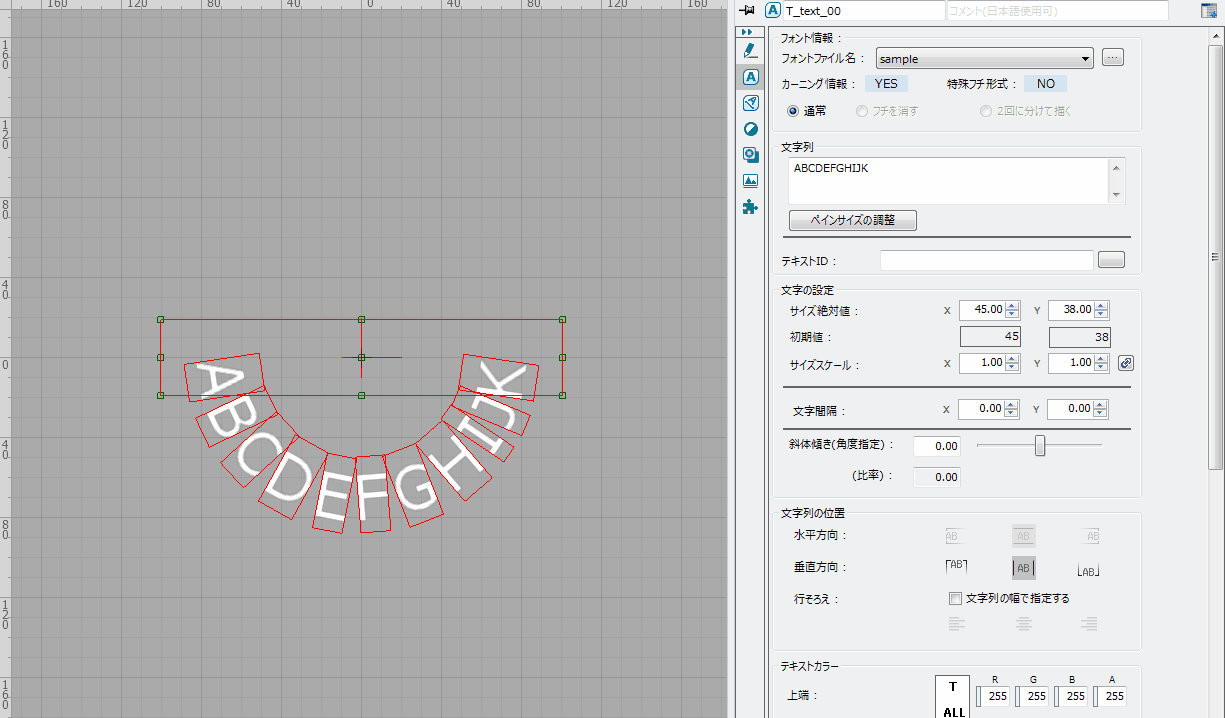 160 120 80 40 0 40 80 120 160
160
120
80
40
0
40
80
120
160
ABCDEFGHIJK
T_text_00
コメント(日本語使用可)
フォント情報：
フォントファイル名： sample ...
カーニング情報： YES 特殊フチ形式： NO
通常 フチを消す 2回に分けて描く
文字列
ABCDEFGHIJK
ペインサイズの調整
テキストID：
文字の設定
サイズ絶対値： X 45.00 Y 38.00
初期値： 45 38
サイズスケール： X 1.00 Y 1.00
文字間隔： X 0.00 Y 0.00
斜体傾き(角度指定)： 0.00
(比率)： 0.00
文字列の位置
水平方向： AB AB AB
垂直方向： AB AB AB
行そろえ： 文字列の幅で指定する
テキストカラー
R G B A
上端： T 255 255 255 255
ALL